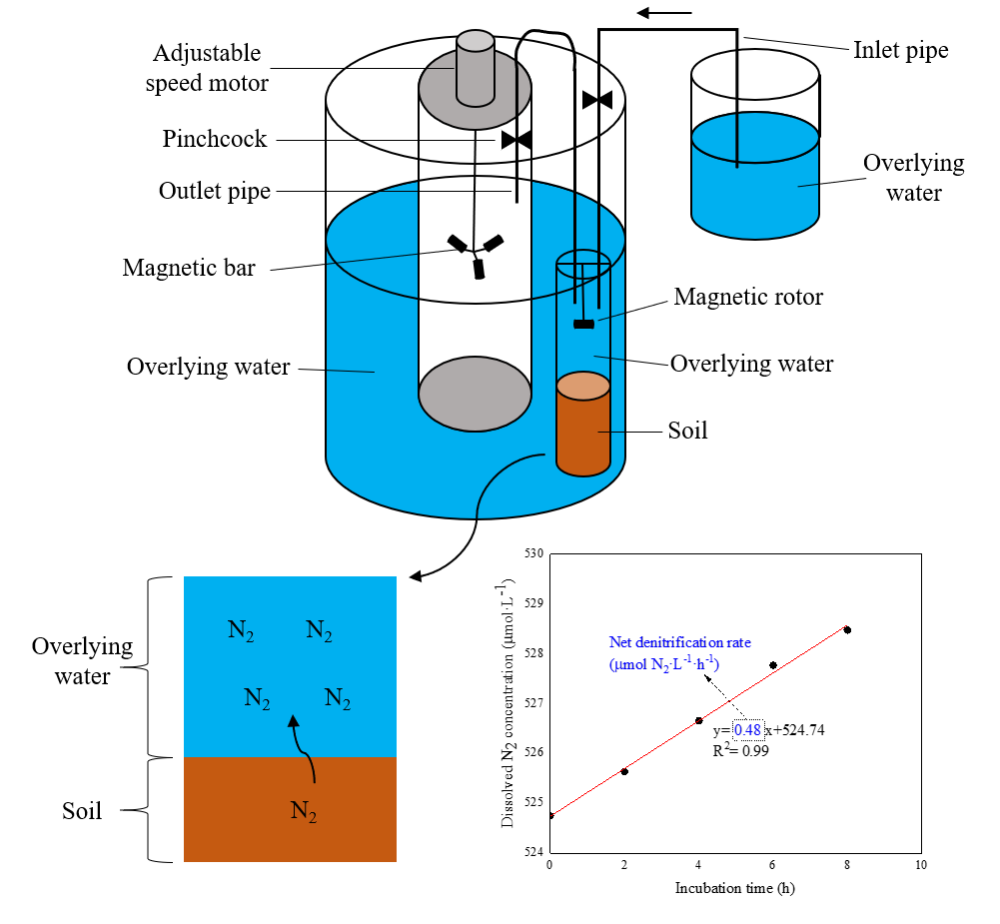 Adjustable
speed motor
Inlet pipe
Pinchcock
Overlying
water
Outlet pipe
Magnetic bar
Magnetic rotor
Overlying water
Overlying water
Soil
Overlying
water
N2 N2
N2 N2
Soil
N2
Dissolved N2 concentration (μmol·L-1)
530
529
528
527
526
525
524
Net denitrification rate
(μmol N2·L-1·h-1)
y= 0.48 x+524.74
R2= 0.99
0 2 4 6 8 10
Incubation time (h)